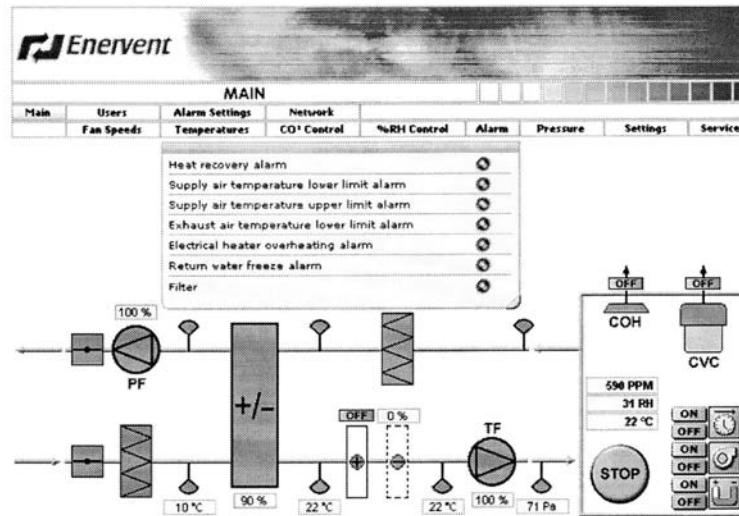 Enervent
MAIN
Main Users Alarm Settings Network
Fan Speeds Temperatures CO² Control %RH Control Alarm Pressure Settings Service
Heat recovery alarm
Supply air temperature lower limit alarm
Supply air temperature upper limit alarm
Exhaust air temperature lower limit alarm
Electrical heater overheating alarm
Return water freeze alarm
Filter
OFF OFF
COH
CVC
100 %
PF
+/-
590 PPM
31 RH
22 °C
ON
OFF
ON
OFF
ON
OFF
STOP
OFF 0 %
TF
10 °C 90 % 22 °C 22 °C 100 % 71 Pa